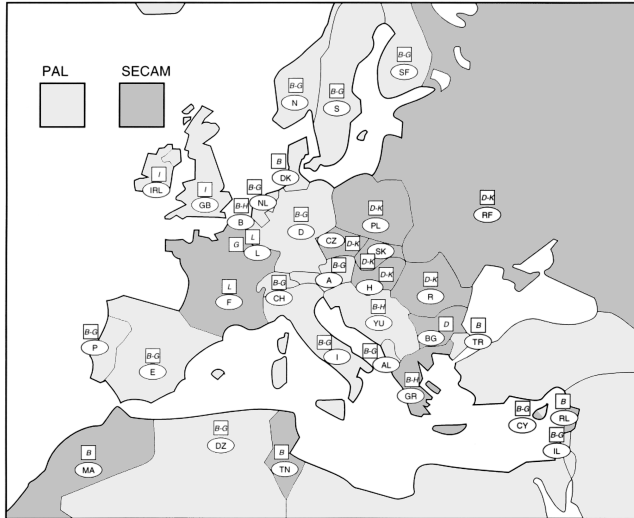 PAL SECAM
B-G
SF
B-G
N
B-G
S
B
DK
I
IRL
I
GB
B-G
NL
B-H
B
B-G
D
D-K
PL
D-K
RF
G
L
L
CZ
D-K
SK
B-G
A
D-K
H
D-K
D-K
R
L
F
B-G
CH
B-H
YU
D
BG
B
TR
B-G
P
B-G
E
B-G
I
B-G
AL
B-H
GR
B-G
CY
B
RL
B-G
IL
B
MA
B-G
DZ
B
TN